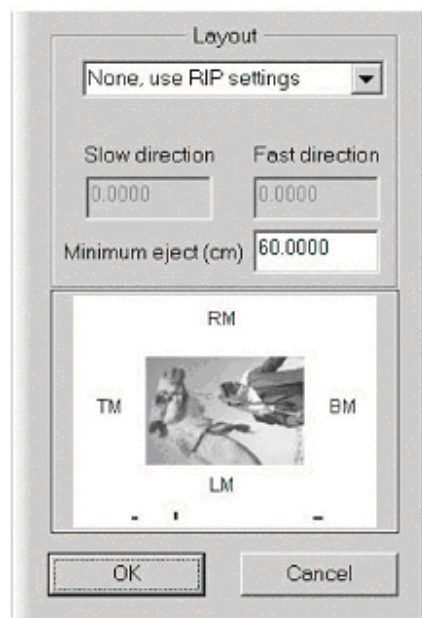 Layout
None, use RIP settings
Slow direction Fast direction
0.0000 0.0000
Minimum eject (cm) 60.0000
RM
TM BM
LM
OK Cancel